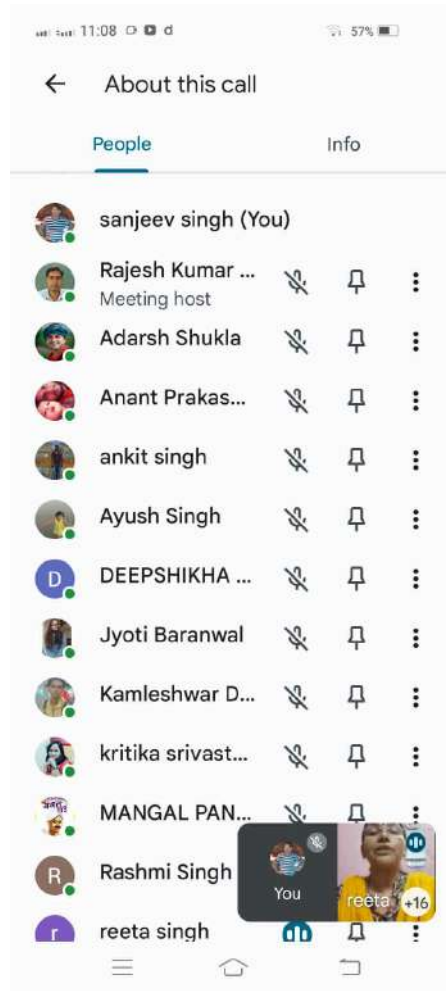 11:08 d 57%
About this call
People Info
sanjeev singh (You)
Rajesh Kumar ...
Meeting host
Adarsh Shukla
Anant Prakas...
ankit singh
Ayush Singh
D DEEPSHIKHA ...
Jyoti Baranwal
Kamleshwar D...
kritika srivast...
MANGAL PAN...
R Rashmi Singh
You reeta +16
r reeta singh